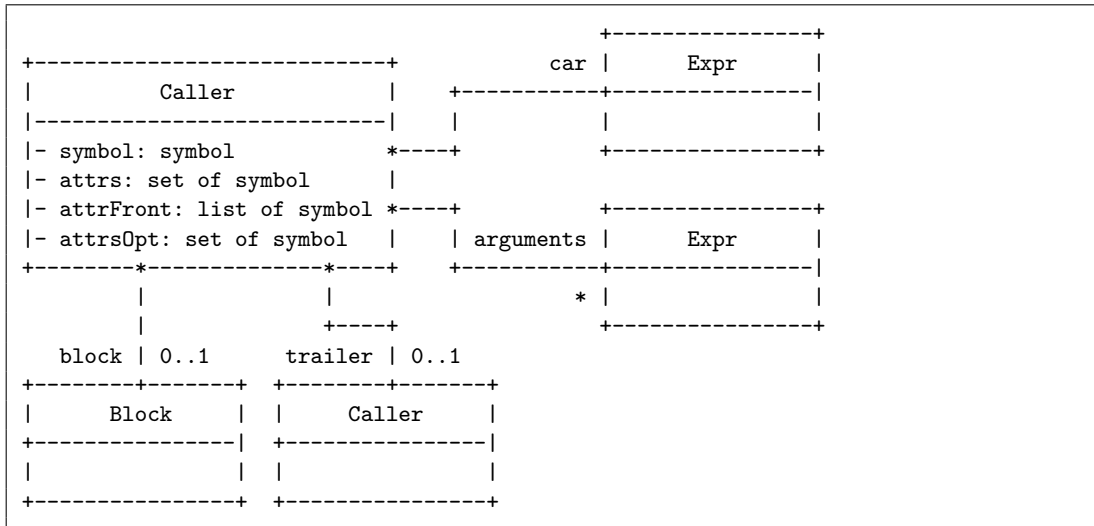 +----------------+
+----------------------------+            car |      Expr      |
|          Caller            |    +-----------+----------------|
|----------------------------|    |           |                |
|- symbol: symbol            *----+           +----------------+
|- attrs: set of symbol      |
|- attrFront: list of symbol *----+           +----------------+
|- attrsOpt: set of symbol   |    | arguments |      Expr      |
+--------*--------------*----+    +-----------+----------------|
         |              |                   * |                |
         |              +----+                +----------------+
   block | 0..1      trailer | 0..1
+--------+-------+  +--------+-------+
|      Block     |  |     Caller     |
+----------------|  +----------------|
|                |  |                |
+----------------+  +----------------+